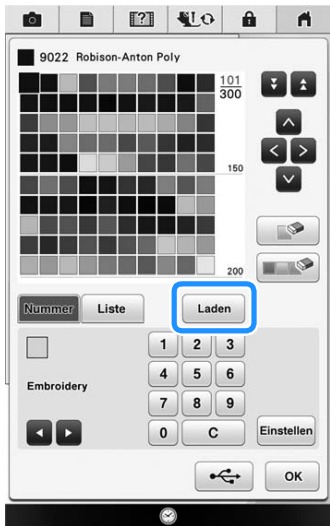 9022 Robison-Anton Poly
101
300
150
200
Nummer Liste Laden
1 2 3
4 5 6
Embroidery
7 8 9
0 C Einstellen
OK